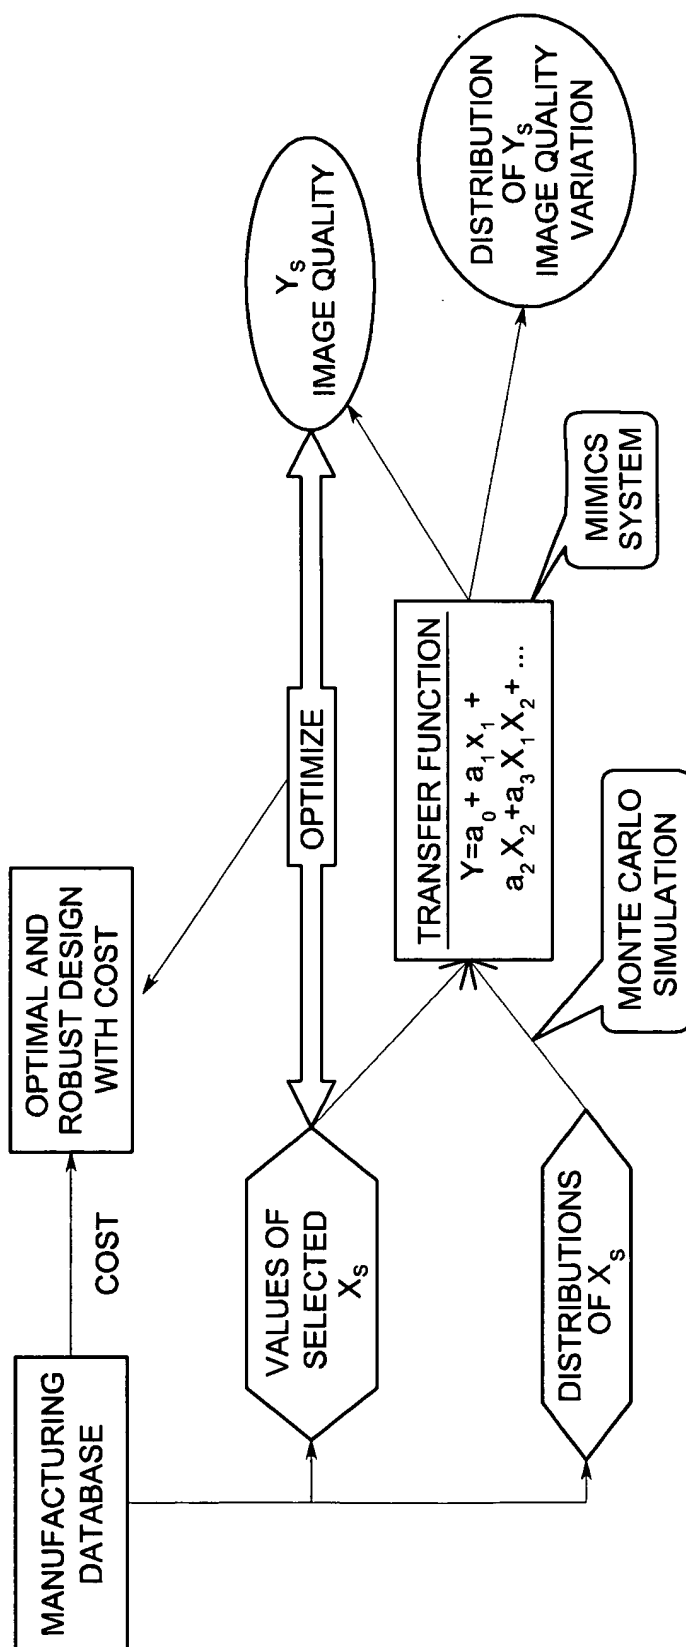 MANUFACTURING
DATABASE
COST
OPTIMAL AND
ROBUST DESIGN
WITH COST
VALUES OF
SELECTED
Xₛ
OPTIMIZE
Yₛ
IMAGE QUALITY
DISTRIBUTIONS
OF Xₛ
MONTE CARLO
SIMULATION
TRANSFER FUNCTION
Y=a₀ + a₁ x₁ +
a₂ X₂ +a₃ X₁ X₂ + ...
MIMICS
SYSTEM
DISTRIBUTION
OF Yₛ
IMAGE QUALITY
VARIATION